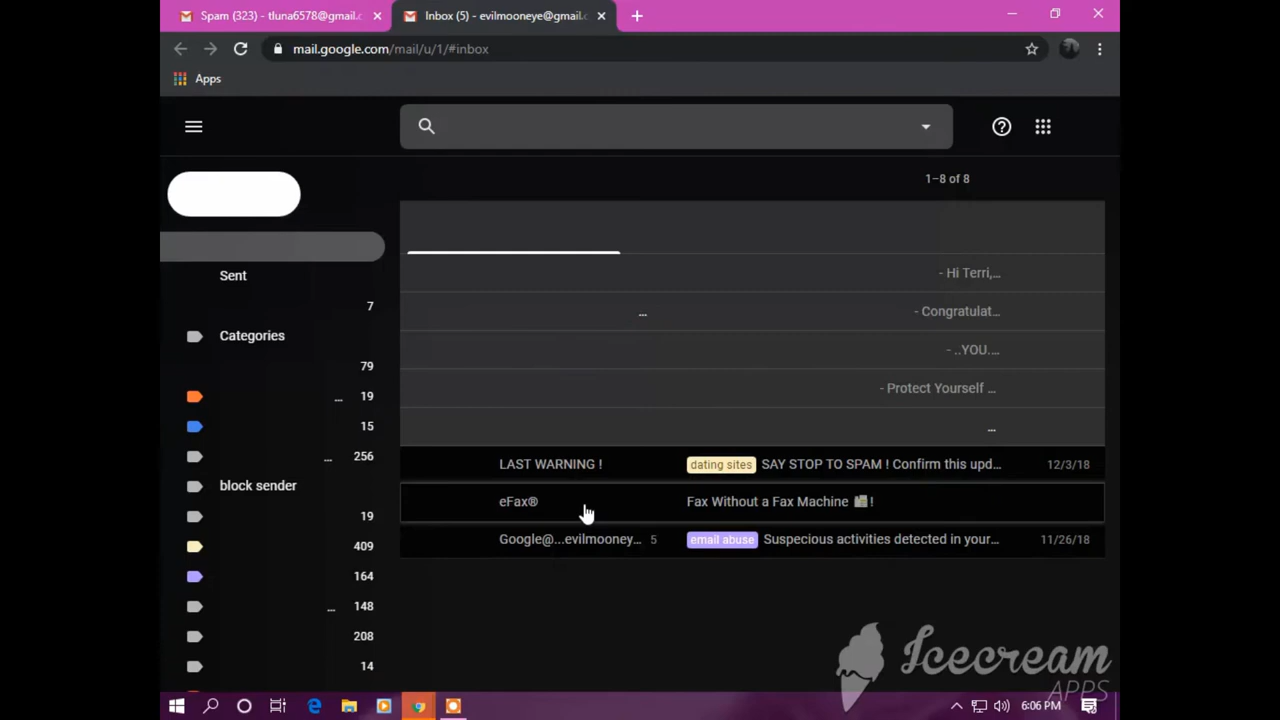 Spam (323) - tluna6578@gmail.c
Inbox (5) - evilmooneye@gmail.c
mail.google.com/mail/u/1/#inbox
Apps
1–8 of 8
Sent
- Hi Terri,...
7
... - Congratulat...
Categories
- ..YOU....
79
- Protect Yourself ...
... 19
15
...
... 256
LAST WARNING ! dating sites SAY STOP TO SPAM ! Confirm this upd... 12/3/18
block sender
eFax® Fax Without a Fax Machine !
19
Google@...evilmooney... 5 email abuse Suspecious activities detected in your... 11/26/18
409
164
... 148
208
14
Icecream
APPS
6:06 PM